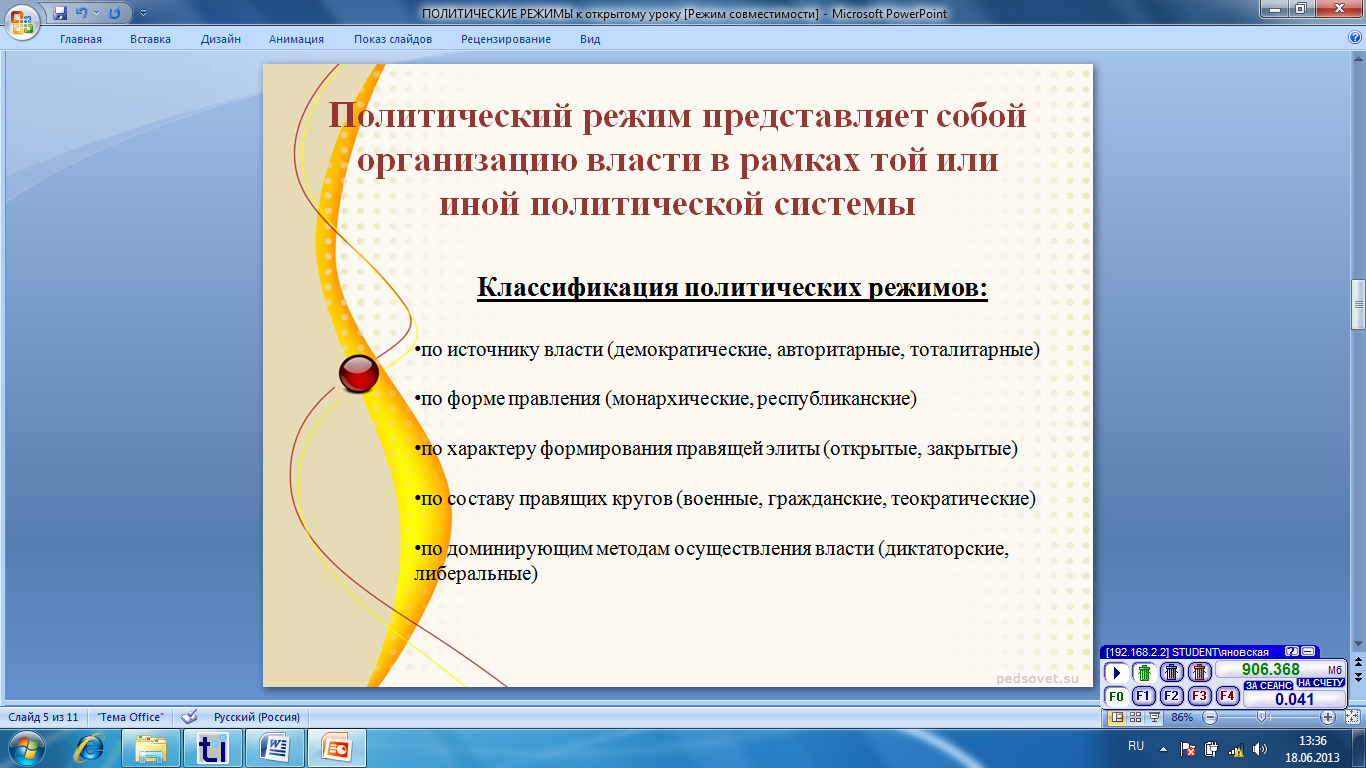 ПОЛИТИЧЕСКИЕ РЕЖИМЫ к открытому уроку [Режим совместимости] - Microsoft PowerPoint
Главная Вставка Дизайн Анимация Показ слайдов Рецензирование Вид
Политический режим представляет собой
организацию власти в рамках той или
иной политической системы
Классификация политических режимов:
•по источнику власти (демократические, авторитарные, тоталитарные)
•по форме правления (монархические, республиканские)
•по характеру формирования правящей элиты (открытые, закрытые)
•по составу правящих кругов (военные, гражданские, теократические)
•по доминирующим методам осуществления власти (диктаторские,
либеральные)
pedsovet.su
[192.168.2.2] STUDENT\яновская
906.368 Мб
ЗА СЕАНС НА СЧЕТУ
F0 F1 F2 F3 F4 0.041
Слайд 5 из 11 "Тема Office" Русский (Россия) 86%
RU 13:36
18.06.2013